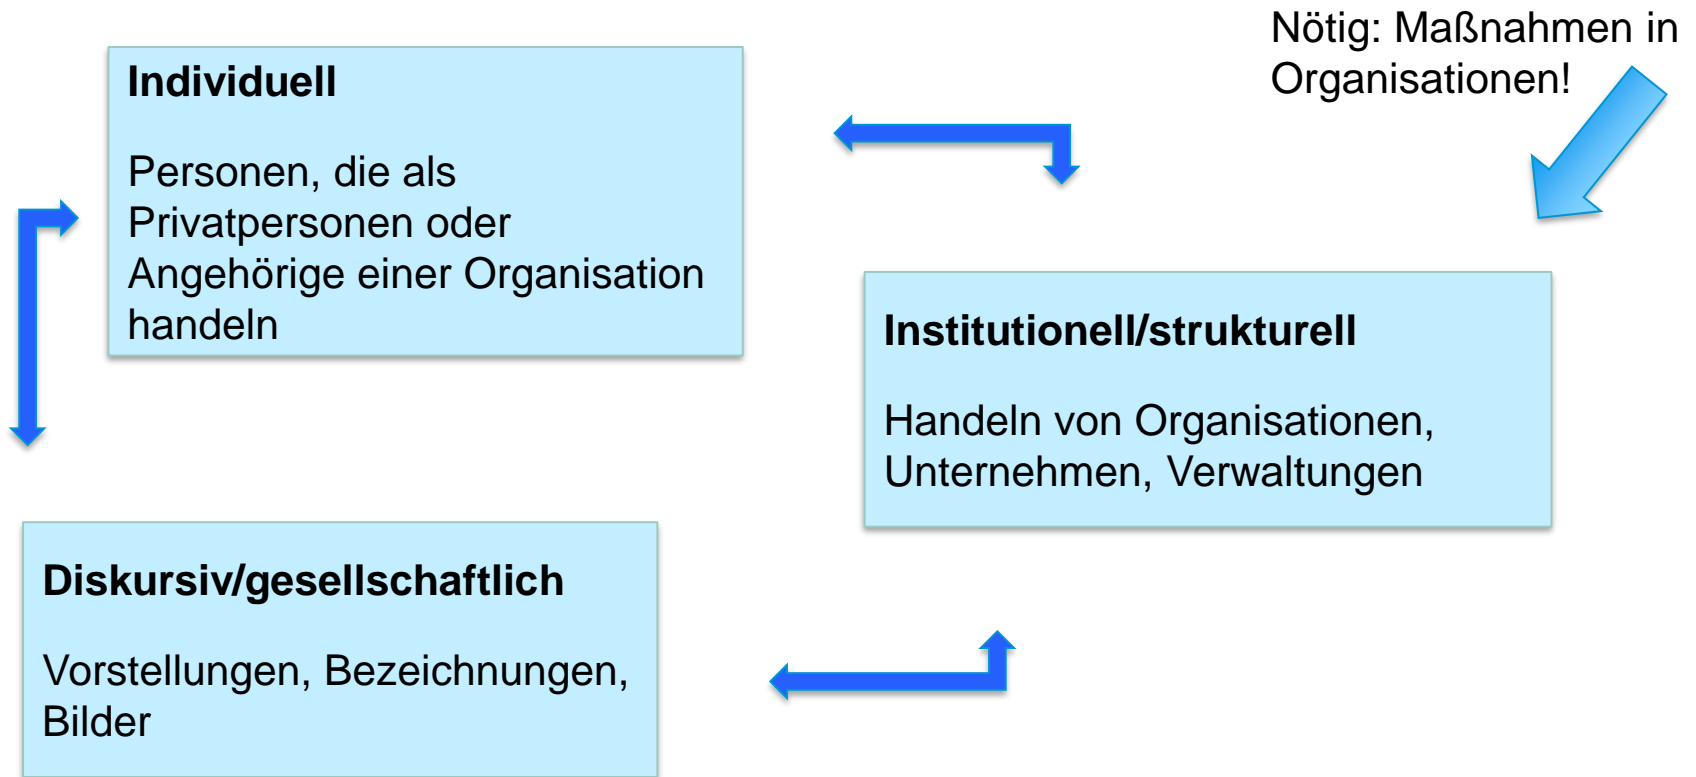 Nötig: Maßnahmen in
Organisationen!
Individuell
Personen, die als
Privatpersonen oder
Angehörige einer Organisation
handeln
Institutionell/strukturell
Handeln von Organisationen,
Unternehmen, Verwaltungen
Diskursiv/gesellschaftlich
Vorstellungen, Bezeichnungen,
Bilder